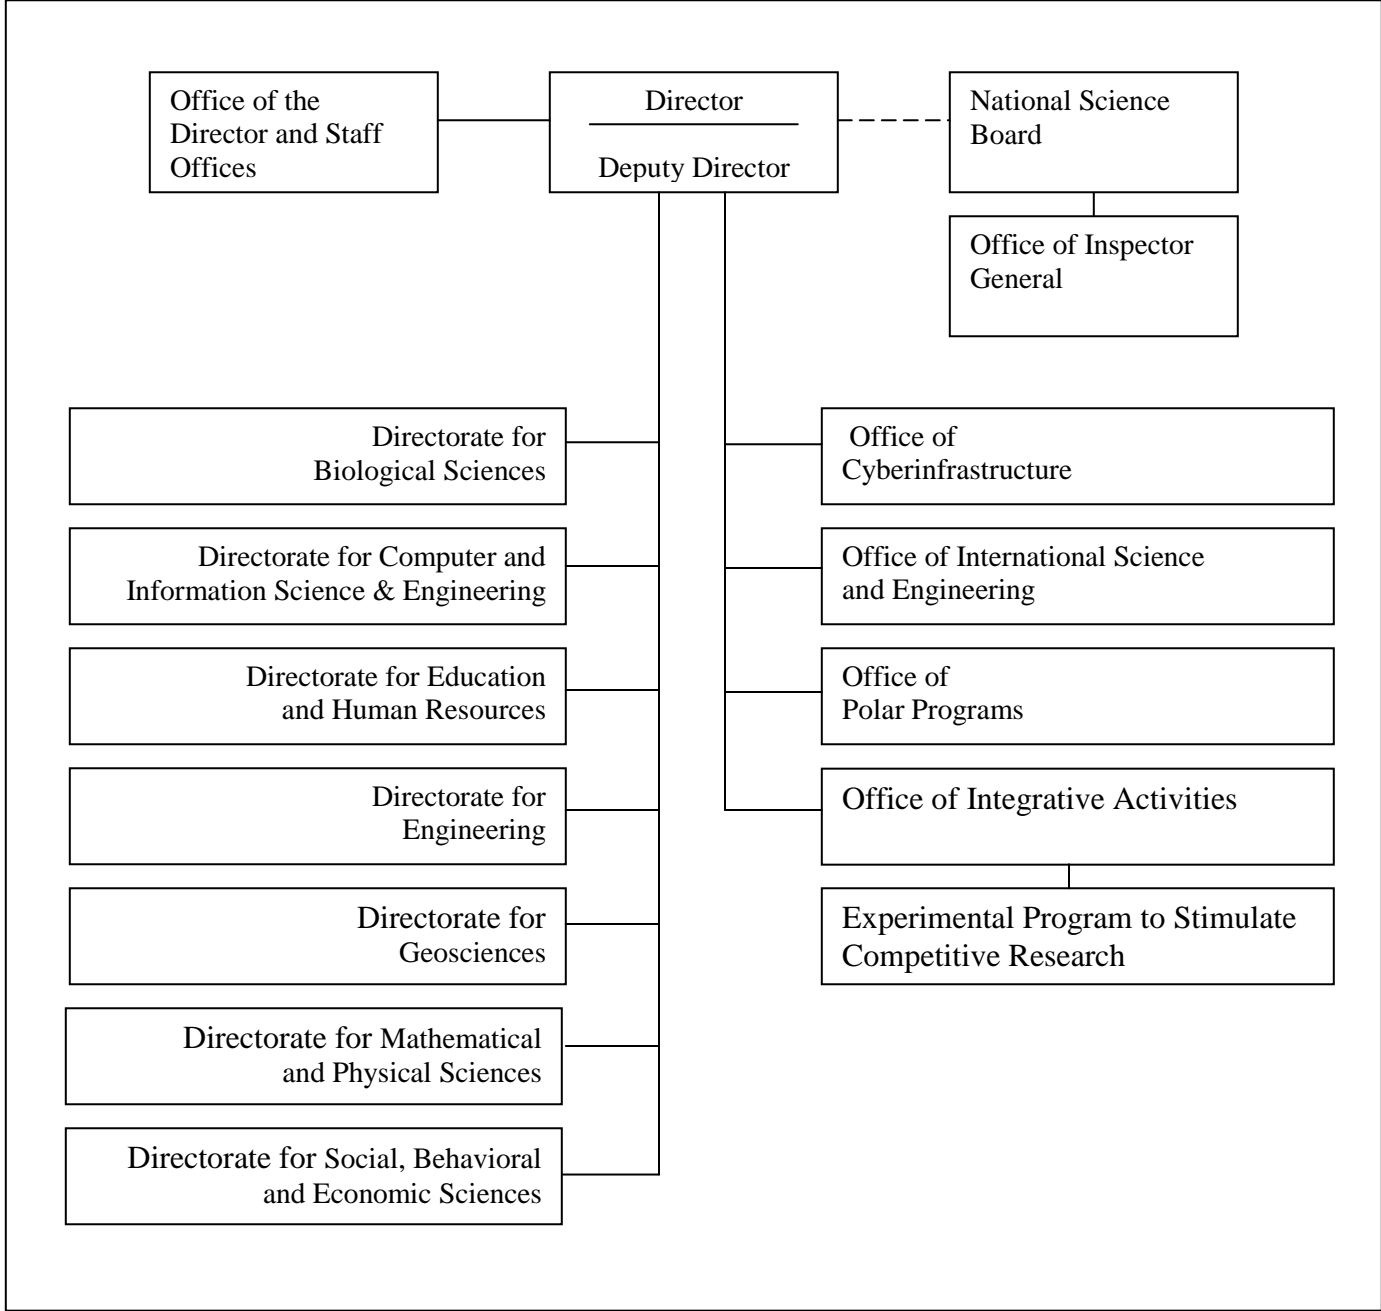 Office of the
Director and Staff
Offices
Director
Deputy Director
National Science
Board
Office of Inspector
General
Directorate for
Biological Sciences
Directorate for Computer and
Information Science & Engineering
Directorate for Education
and Human Resources
Directorate for
Engineering
Directorate for
Geosciences
Directorate for Mathematical
and Physical Sciences
Directorate for Social, Behavioral
and Economic Sciences
Office of
Cyberinfrastructure
Office of International Science
and Engineering
Office of
Polar Programs
Office of Integrative Activities
Experimental Program to Stimulate
Competitive Research